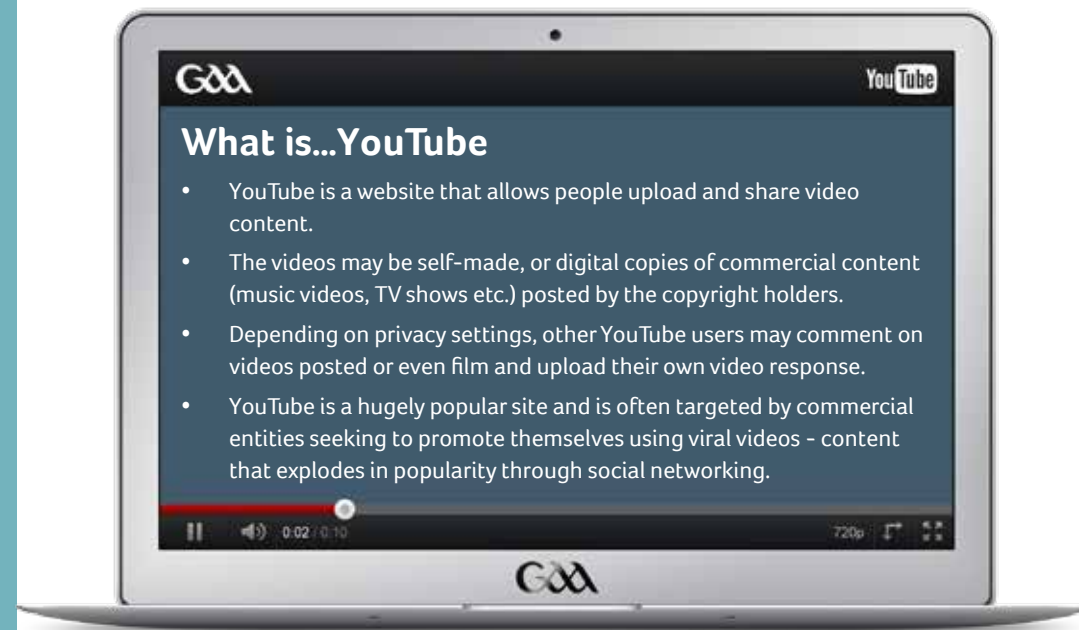 GAA
YouTube
What is...YouTube
• YouTube is a website that allows people upload and share video
content.
• The videos may be self-made, or digital copies of commercial content
(music videos, TV shows etc.) posted by the copyright holders.
• Depending on privacy settings, other YouTube users may comment on
videos posted or even film and upload their own video response.
• YouTube is a hugely popular site and is often targeted by commercial
entities seeking to promote themselves using viral videos - content
that explodes in popularity through social networking.
0:02 / 0:10
720p
GAA